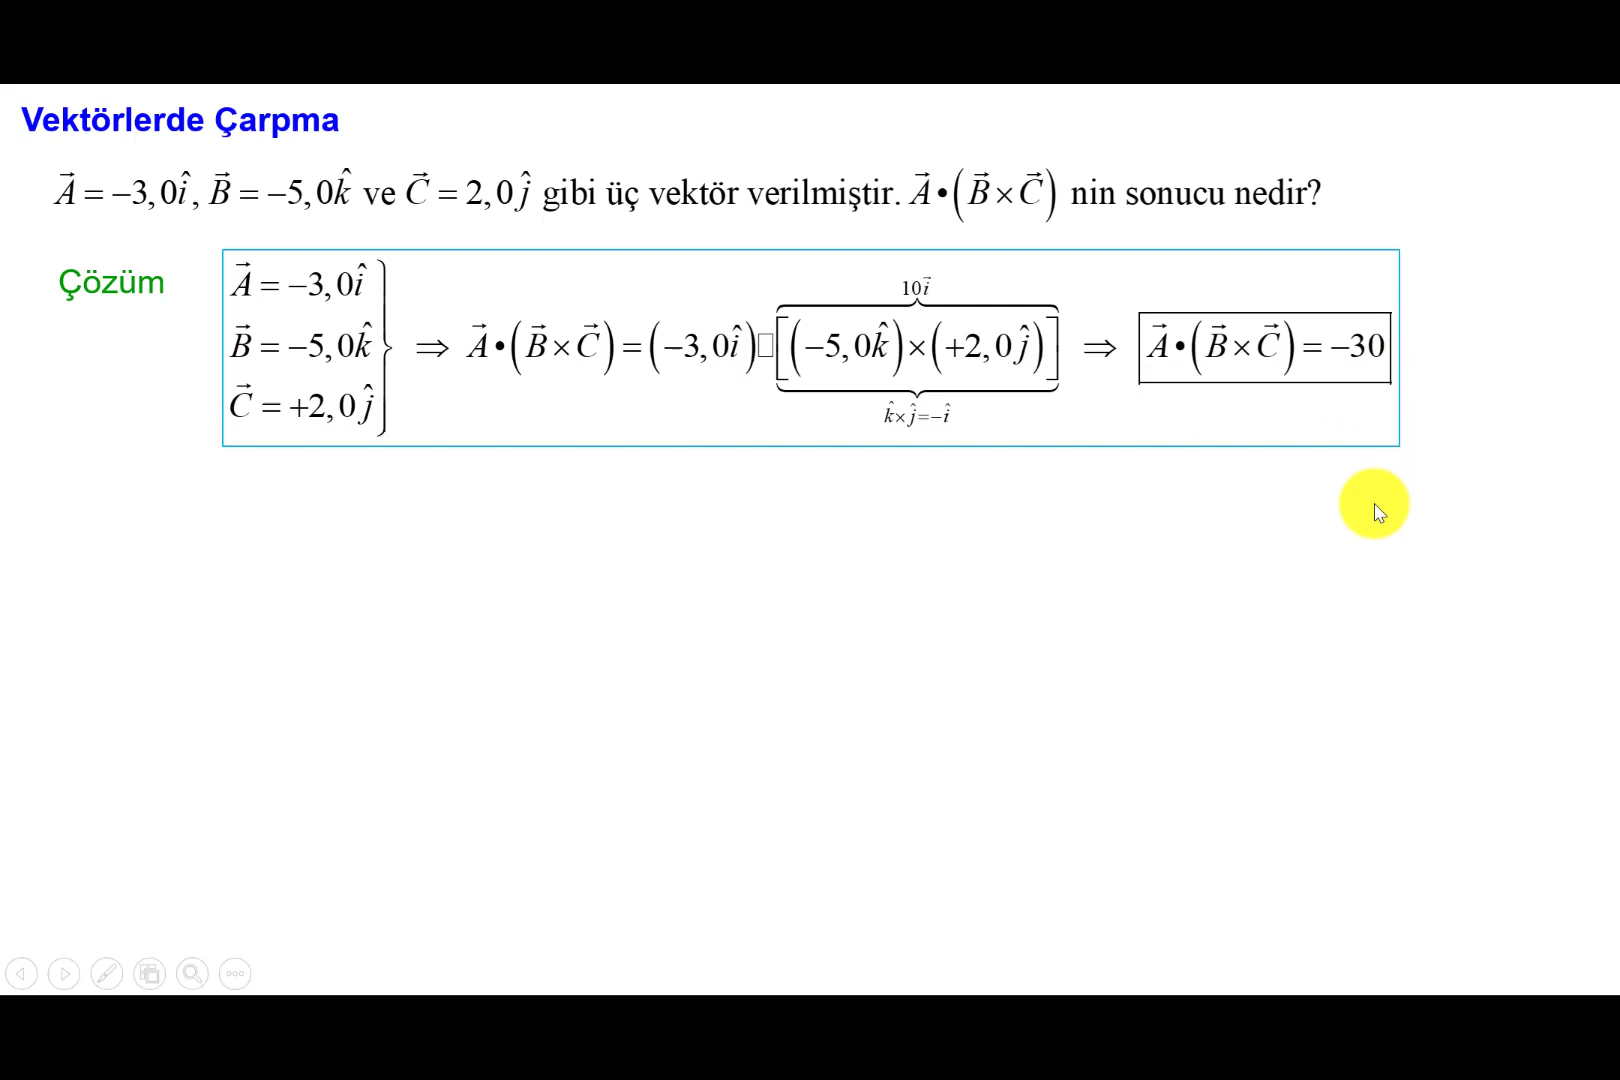 Vektörlerde Çarpma
A⃗ = −3,0î, B⃗ = −5,0k̂ ve C⃗ = 2,0ĵ gibi üç vektör verilmiştir. A⃗•(B⃗×C⃗) nin sonucu nedir?
Çözüm
A⃗ = −3,0î
B⃗ = −5,0k̂
C⃗ = +2,0ĵ
⇒ A⃗•(B⃗×C⃗) = (−3,0î)□[(−5,0k̂)×(+2,0ĵ)] ⇒ A⃗•(B⃗×C⃗) = −30
10i⃗
k̂×ĵ=−î